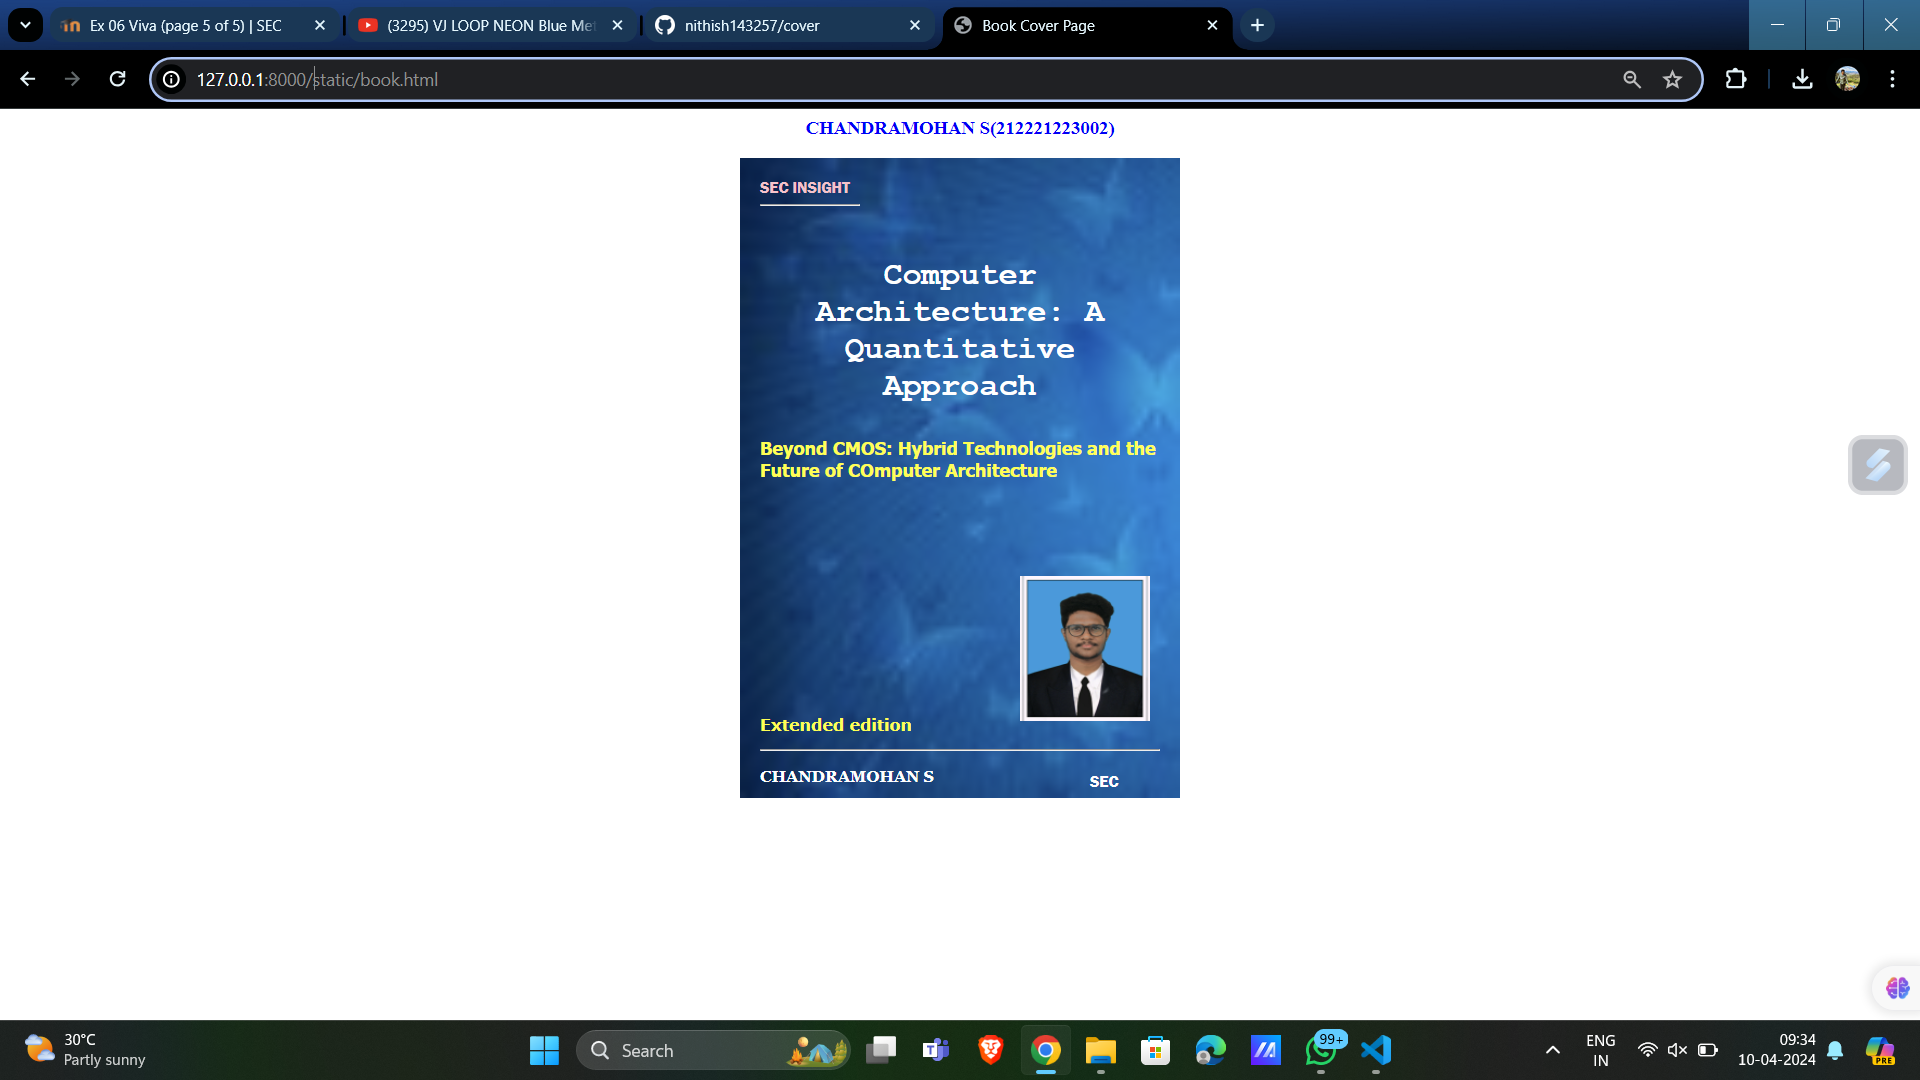 Ex 06 Viva (page 5 of 5) | SEC
(3295) VJ LOOP NEON Blue Met
nithish143257/cover
Book Cover Page
127.0.0.1:8000/static/book.html
CHANDRAMOHAN S(212221223002)
SEC INSIGHT
Computer
Architecture: A
Quantitative
Approach
Beyond CMOS: Hybrid Technologies and the
Future of COmputer Architecture
Extended edition
CHANDRAMOHAN S
SEC
30°C
Partly sunny
Search
99+
ENG
IN
09:34
10-04-2024
PRE